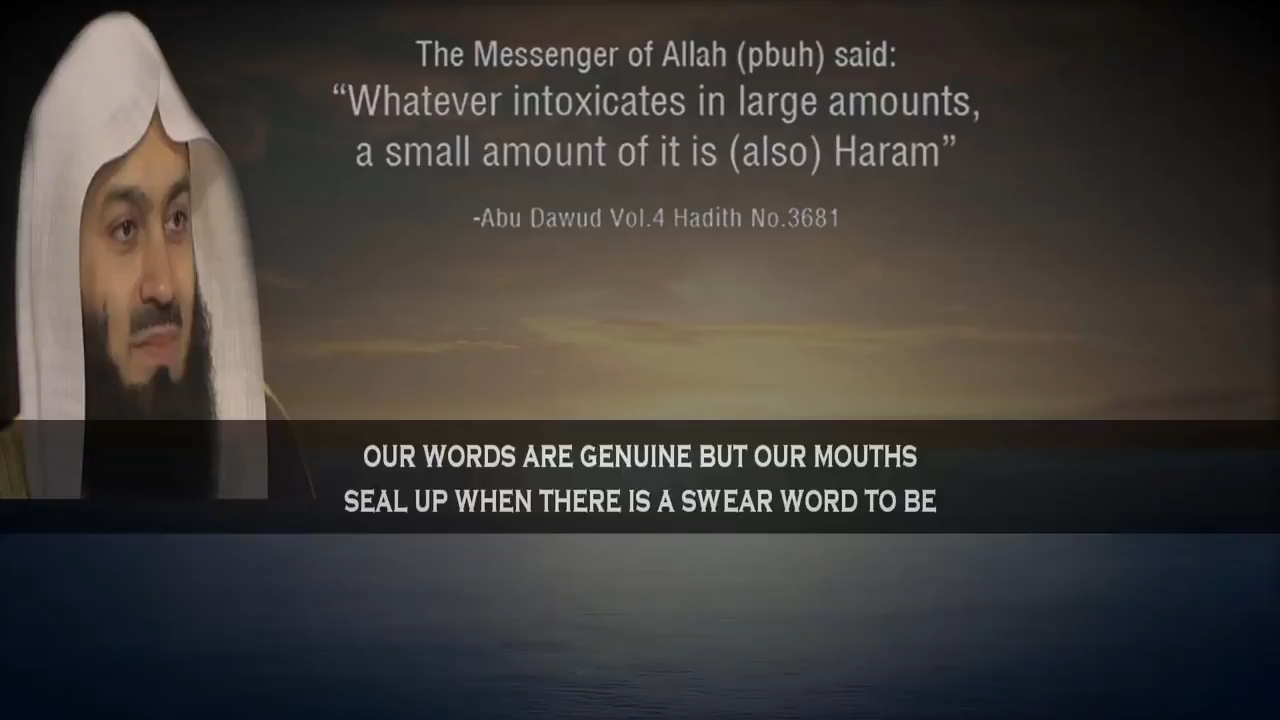 The Messenger of Allah (pbuh) said:
“Whatever intoxicates in large amounts,
a small amount of it is (also) Haram”
-Abu Dawud Vol.4 Hadith No.3681
OUR WORDS ARE GENUINE BUT OUR MOUTHS
SEAL UP WHEN THERE IS A SWEAR WORD TO BE